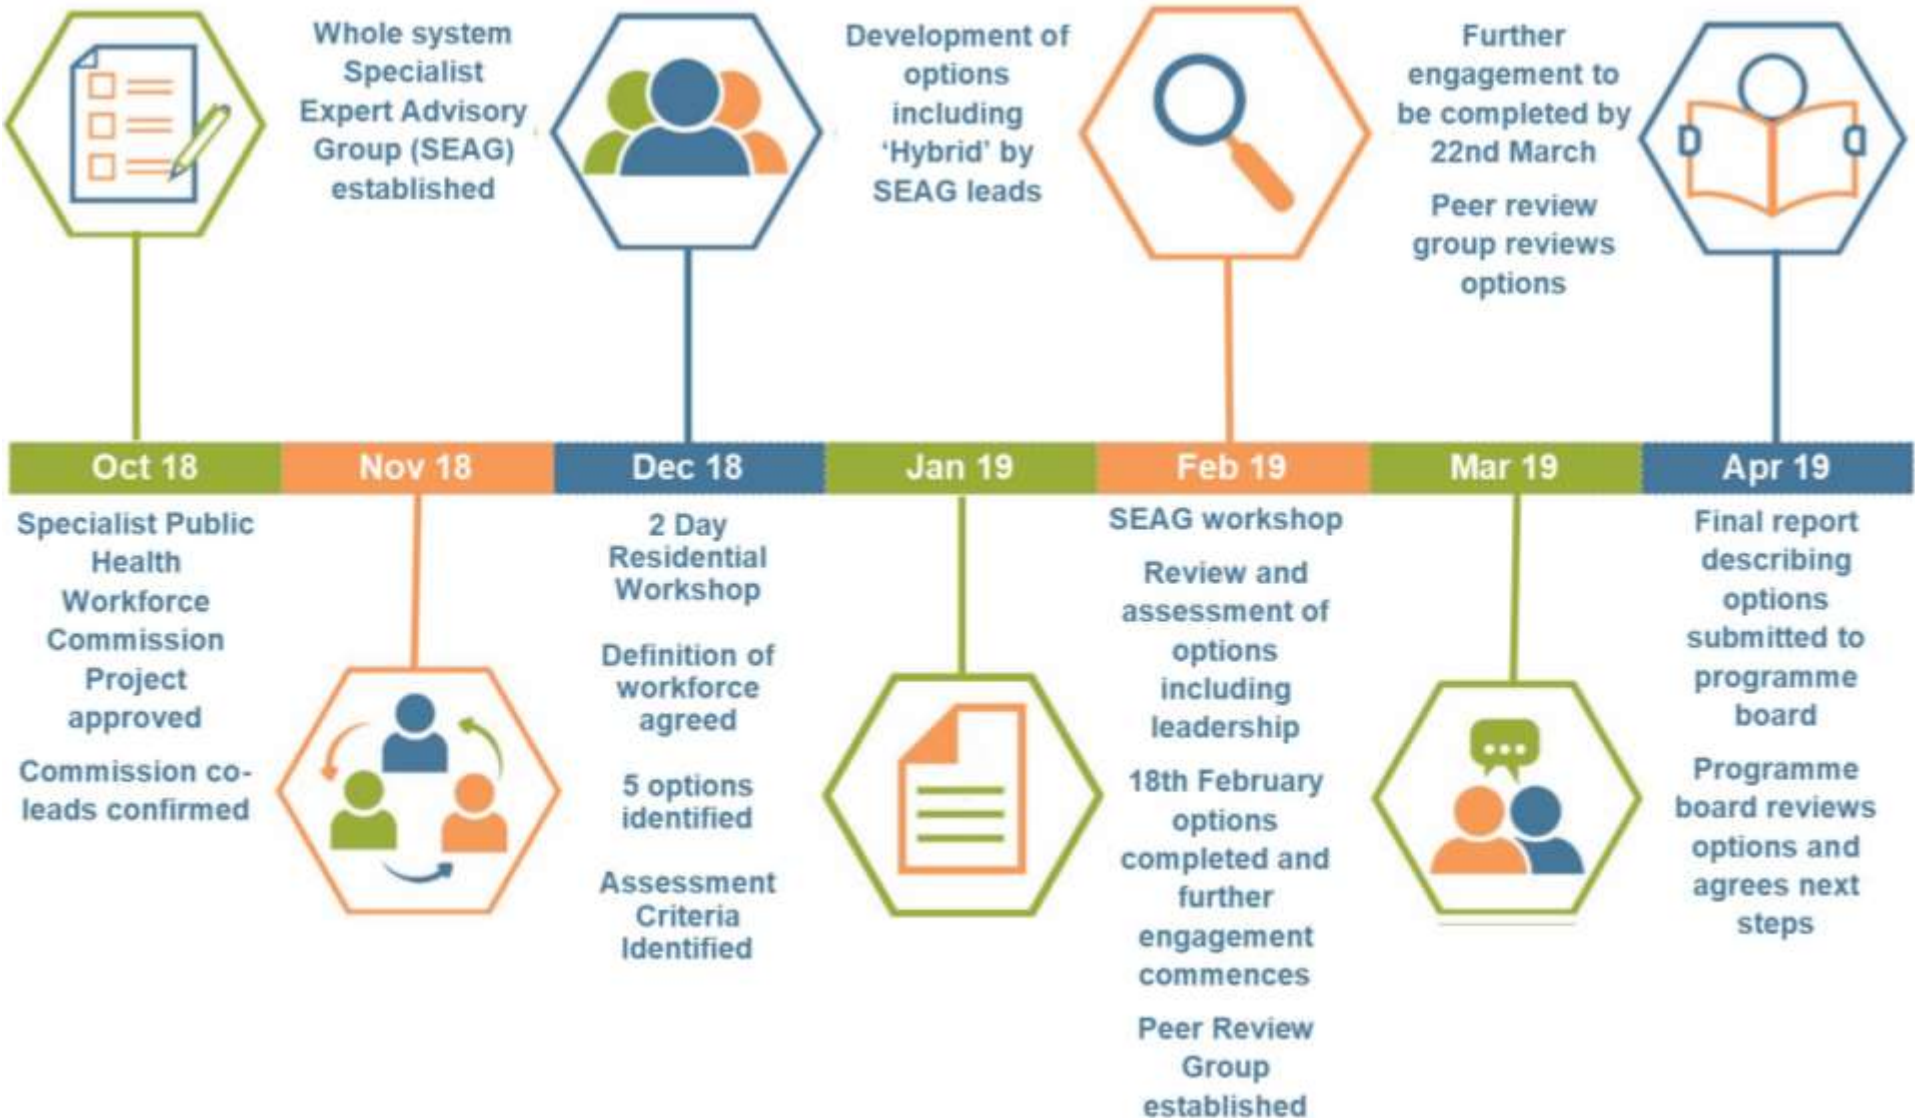 Whole system
Specialist
Expert Advisory
Group (SEAG)
established
Development of
options
including
‘Hybrid’ by
SEAG leads
Further
engagement to
be completed by
22nd March
Peer review
group reviews
options
Oct 18
Nov 18
Dec 18
Jan 19
Feb 19
Mar 19
Apr 19
Specialist Public
Health
Workforce
Commission
Project
approved
Commission co-
leads confirmed
2 Day
Residential
Workshop
Definition of
workforce
agreed
5 options
identified
Assessment
Criteria
Identified
SEAG workshop
Review and
assessment of
options
including
leadership
18th February
options
completed and
further
engagement
commences
Peer Review
Group
established
Final report
describing
options
submitted to
programme
board
Programme
board reviews
options and
agrees next
steps